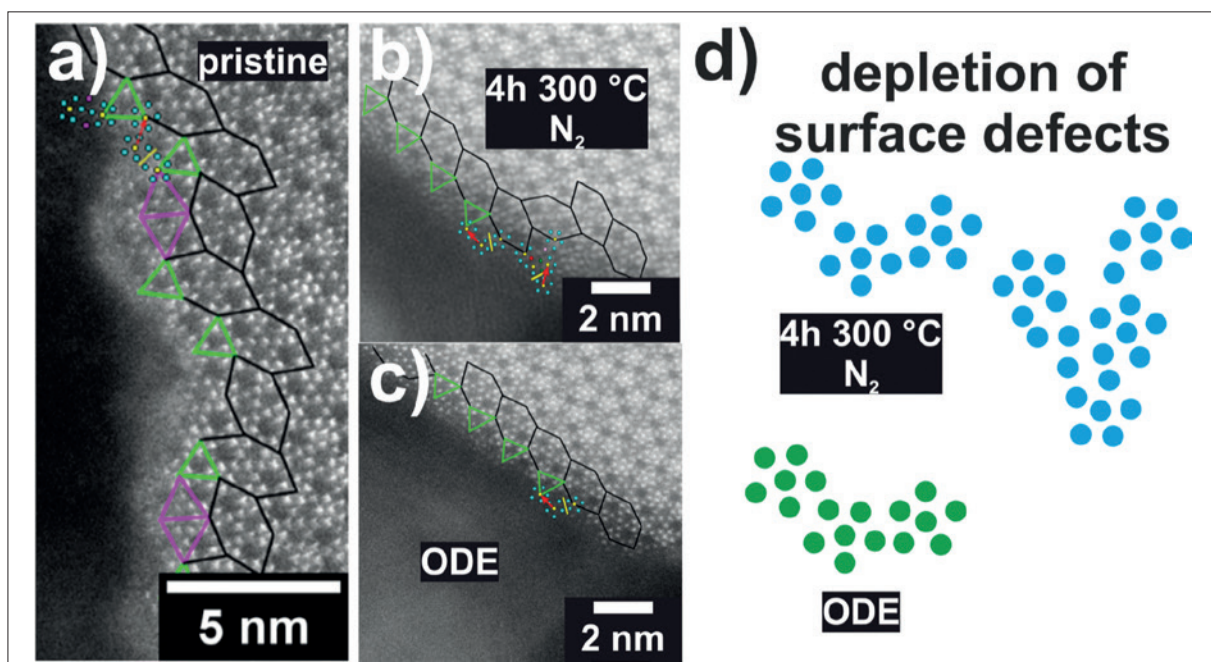 a)
pristine
5 nm
b)
4h 300 °C
N₂
2 nm
c)
ODE
2 nm
d)
depletion of
surface defects
4h 300 °C
N₂
ODE